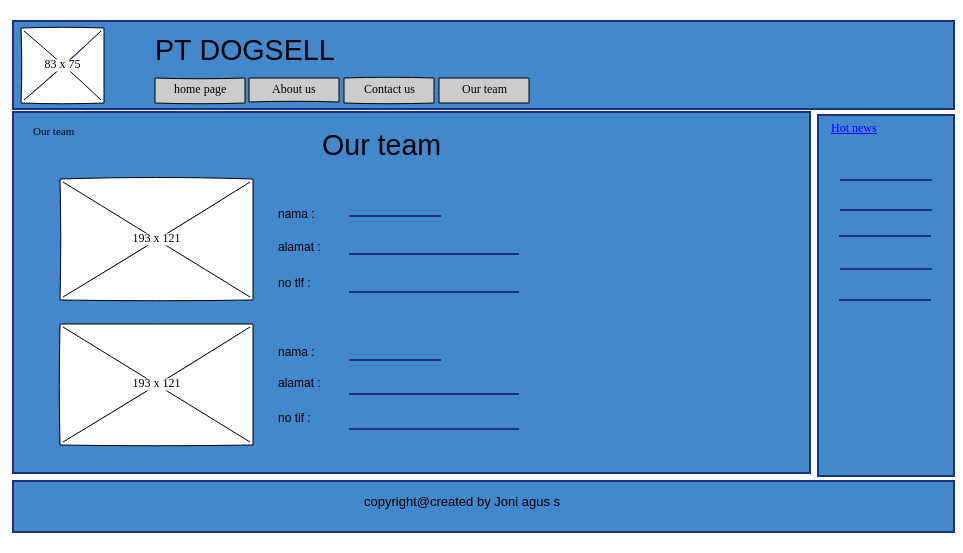 83 x 75
PT DOGSELL
home page About us Contact us Our team
Our team
Our team
193 x 121
nama :
alamat :
no tlf :
193 x 121
nama :
alamat :
no tlf :
Hot news
copyright@created by Joni agus s